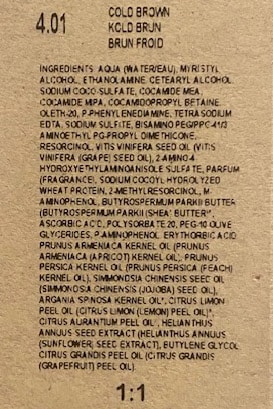 4.01
COLD BROWN
KOLD BRUN
BRUN FROID
INGREDIENTS: AQUA (WATER/EAU), MYRISTYL
ALCOHOL, ETHANOLAMINE, CETEARYL ALCOHOL,
SODIUM COCO-SULFATE, COCAMIDE MEA,
COCAMIDE MIPA, COCAMIDOPROPYL BETAINE,
OLETH-20, P-PHENYLENEDIAMINE, TETRA SODIUM
EDTA, SODIUM SULFITE, BISAMINO PEG/PPG-41/3
AMINOETHYL PG-PROPYL DIMETHICONE,
RESORCINOL, VITIS VINIFERA SEED OIL (VITIS
VINIFERA (GRAPE) SEED OIL), 2-AMINO-4-
HYDROXYETHYLAMINOANISOLE SULFATE, PARFUM
(FRAGRANCE), SODIUM COCOYL HYDROLYZED
WHEAT PROTEIN, 2-METHYLRESORCINOL, M-
AMINOPHENOL, BUTYROSPERMUM PARKII BUTTER
(BUTYROSPERMUM PARKII (SHEA) BUTTER)*,
ASCORBIC ACID, POLYSORBATE 20, PEG-10 OLIVE
GLYCERIDES, P-AMINOPHENOL, ERYTHORBIC ACID,
PRUNUS ARMENIACA KERNEL OIL (PRUNUS
ARMENIACA (APRICOT) KERNEL OIL), PRUNUS
PERSICA KERNEL OIL (PRUNUS PERSICA (PEACH)
KERNEL OIL), SIMMONDSIA CHINENSIS SEED OIL
(SIMMONDSIA CHINENSIS (JOJOBA) SEED OIL),
ARGANIA SPINOSA KERNEL OIL*, CITRUS LIMON
PEEL OIL (CITRUS LIMON (LEMON) PEEL OIL)*,
CITRUS AURANTIUM PEEL OIL*, HELIANTHUS
ANNUUS SEED EXTRACT (HELIANTHUS ANNUUS
(SUNFLOWER) SEED EXTRACT), BUTYLENE GLYCOL,
CITRUS GRANDIS PEEL OIL (CITRUS GRANDIS
(GRAPEFRUIT) PEEL OIL).
1:1